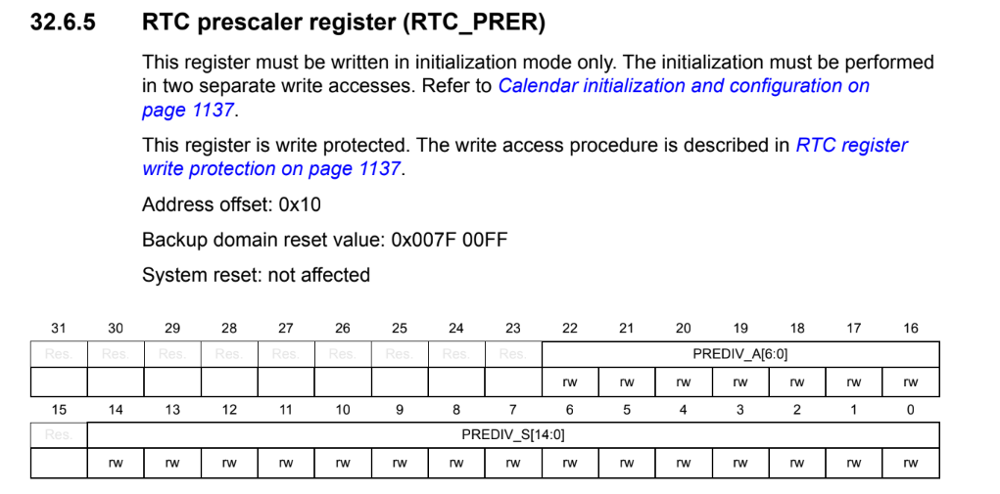 32.6.5 RTC prescaler register (RTC_PRER)
This register must be written in initialization mode only. The initialization must be performed
in two separate write accesses. Refer to Calendar initialization and configuration on
page 1137.
This register is write protected. The write access procedure is described in RTC register
write protection on page 1137.
Address offset: 0x10
Backup domain reset value: 0x007F 00FF
System reset: not affected
31 30 29 28 27 26 25 24 23 22 21 20 19 18 17 16
Res. Res. Res. Res. Res. Res. Res. Res. Res. PREDIV_A[6:0]
rw rw rw rw rw rw rw
15 14 13 12 11 10 9 8 7 6 5 4 3 2 1 0
Res. PREDIV_S[14:0]
rw rw rw rw rw rw rw rw rw rw rw rw rw rw rw